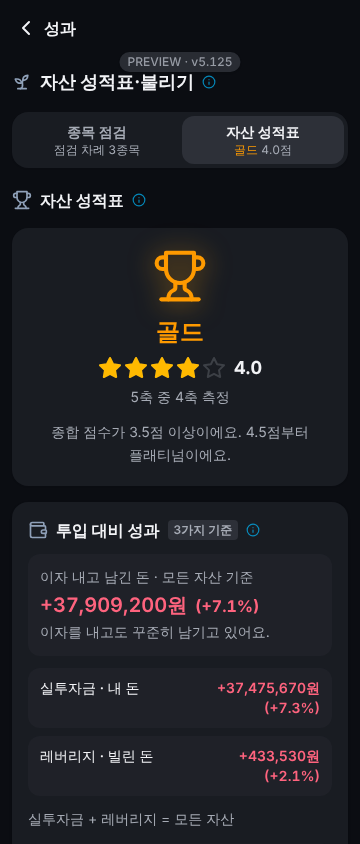 성과
PREVIEW · v5.125
자산 성적표·불리기
종목 점검
점검 차례 3종목
자산 성적표
골드 4.0점
자산 성적표
골드
4.0
5축 중 4축 측정
종합 점수가 3.5점 이상이에요. 4.5점부터
플래티넘이에요.
투입 대비 성과 3가지 기준
이자 내고 남긴 돈 · 모든 자산 기준
+37,909,200원 (+7.1%)
이자를 내고도 꾸준히 남기고 있어요.
실투자금 · 내 돈
+37,475,670원
(+7.3%)
레버리지 · 빌린 돈
+433,530원
(+2.1%)
실투자금 + 레버리지 = 모든 자산